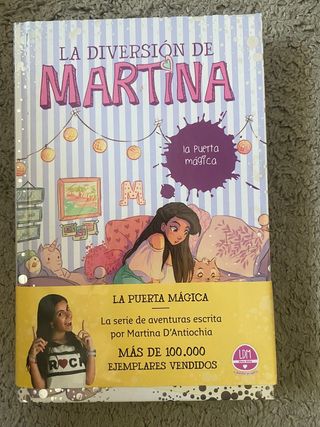 LA DIVERSIÓN DE
MARTINA
La Puerta
mágica
M
LA PUERTA MÁGICA
La serie de aventuras escrita
por Martina D'Antiochia
MÁS DE 100.000
EJEMPLARES VENDIDOS
LDM
ROCK